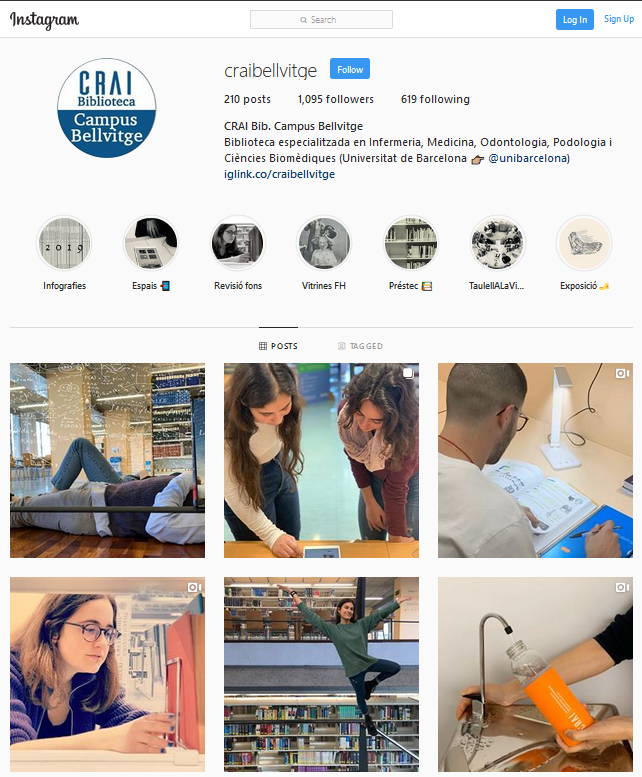 Instagram
Search
Log In
Sign Up
CRAI
Biblioteca
Campus
Bellvitge
craibellvitge
Follow
210 posts 1,095 followers 619 following
CRAI Bib. Campus Bellvitge
Biblioteca especialitzada en Infermeria, Medicina, Odontologia, Podologia i
Ciències Biomèdiques (Universitat de Barcelona 👉 @unibarcelona)
iglink.co/craibellvitge
2019
Infografies Espais Revisió fons Vitrines FH Préstec TaulellALaVi... Exposició
POSTS TAGGED
CRAI